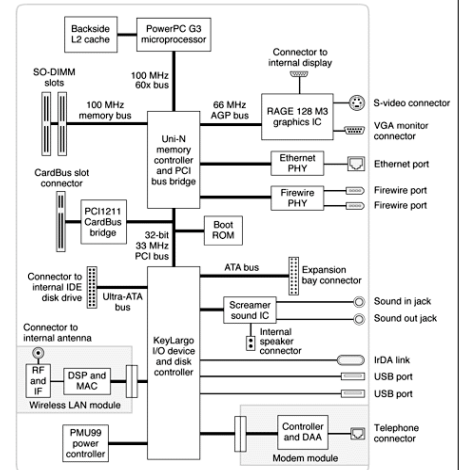 Backside
L2 cache
PowerPC G3
microprocessor
Connector to
internal display
SO-DIMM
slots
100 MHz
60x bus
100 MHz
memory bus
66 MHz
AGP bus
RAGE 128 M3
graphics IC
S-video connector
VGA monitor
connector
Uni-N
memory
controller
and PCI
bus bridge
Ethernet
PHY
Ethernet port
CardBus slot
connector
Firewire
PHY
Firewire port
Firewire port
PCI1211
CardBus
bridge
32-bit
33 MHz
PCI bus
Boot
ROM
Connector to
internal IDE
disk drive
Ultra-ATA
bus
ATA bus
Expansion
bay connector
Screamer
sound IC
Sound in jack
Sound out jack
Internal
speaker
connector
Connector to
internal antenna
KeyLargo
I/O device
and disk
controller
RF
and
IF
DSP and
MAC
Wireless LAN module
IrDA link
USB port
USB port
PMU99
power
controller
Controller
and DAA
Telephone
connector
Modem module